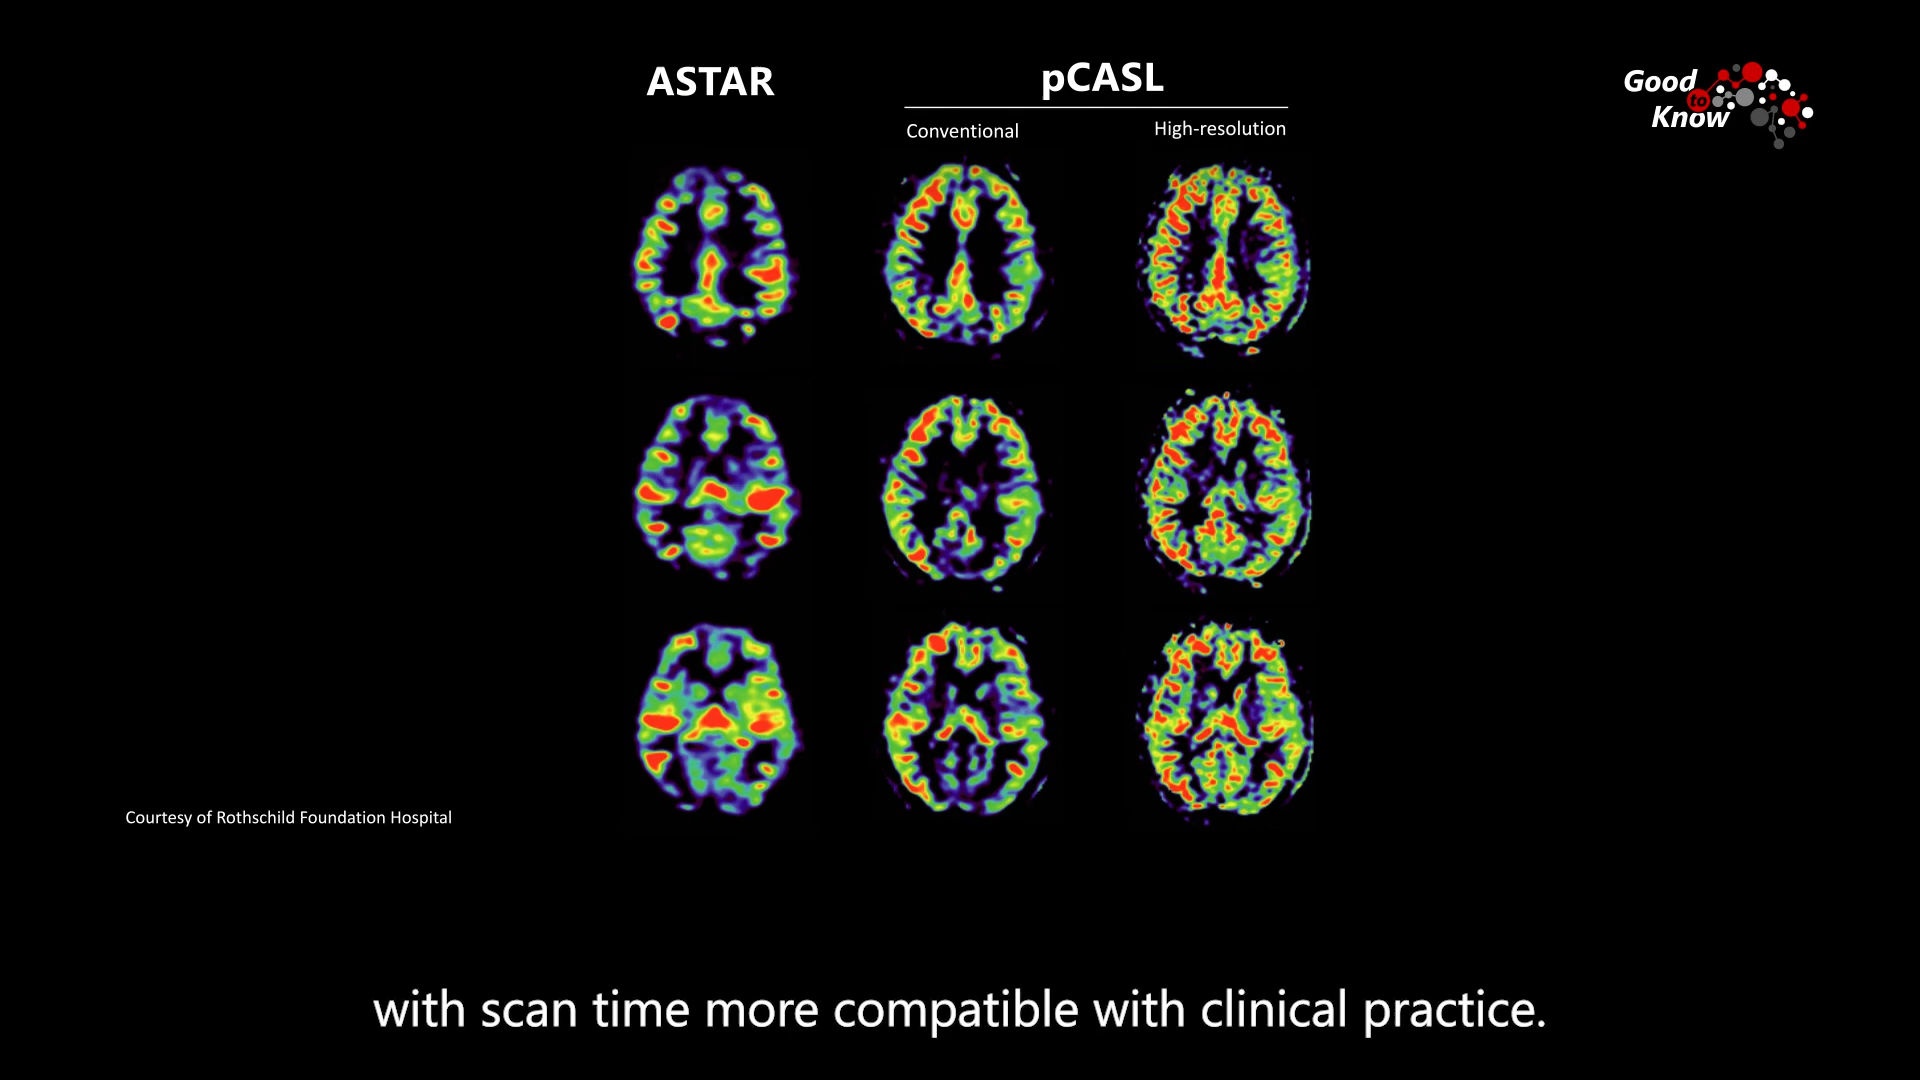 ASTAR
pCASL
Conventional
High-resolution
Good
to
Know
Courtesy of Rothschild Foundation Hospital
with scan time more compatible with clinical practice.